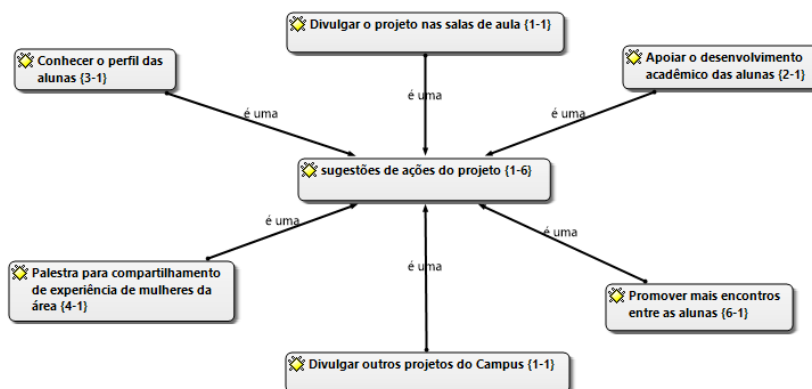 Divulgar o projeto nas salas de aula {1-1}
Conhecer o perfil das
alunas {3-1}
Apoiar o desenvolvimento
acadêmico das alunas {2-1}
é uma
é uma
é uma
sugestões de ações do projeto {1-6}
é uma
é uma
é uma
Palestra para compartilhamento
de experiência de mulheres da
área {4-1}
Promover mais encontros
entre as alunas {6-1}
Divulgar outros projetos do Campus {1-1}